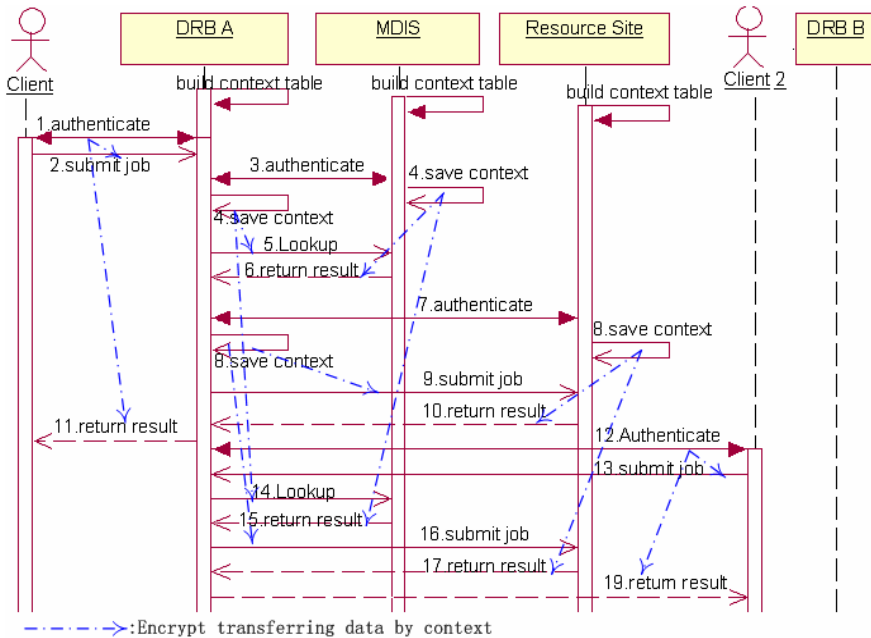 DRB A
MDIS
Resource Site
DRB B
Client
Client 2
build context table
build context table
build context table
1.authenticate
2.submit job
3.authenticate
4.save context
4.save context
5.Lookup
6.return result
7.authenticate
8.save context
8.save context
9.submit job
10.return result
11.return result
12.Authenticate
13.submit job
14.Lookup
15.return result
16.submit job
17.return result
19.return result
:Encrypt transferring data by context